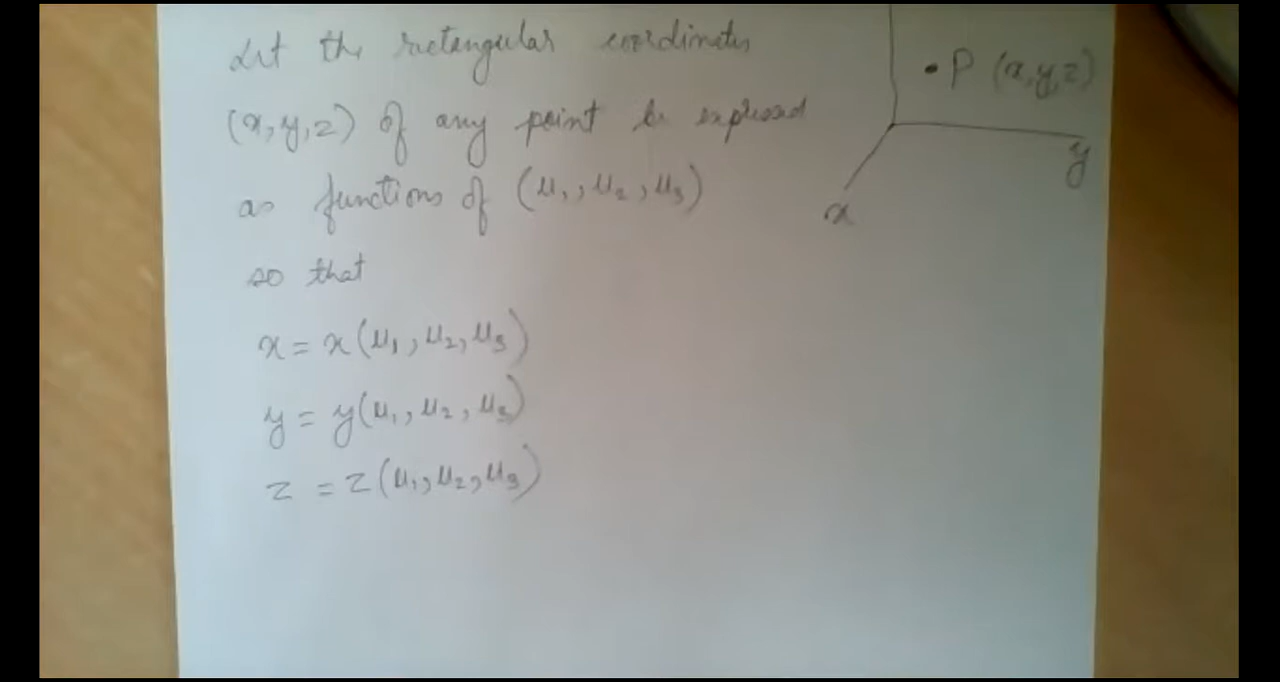 Let the rectangular coordinates
(x, y, z) of any point be expressed
as functions of (u₁, u₂, u₃)
so that
x = x(u₁, u₂, u₃)
y = y(u₁, u₂, u₃)
z = z(u₁, u₂, u₃)
P (x, y, z)
y
x